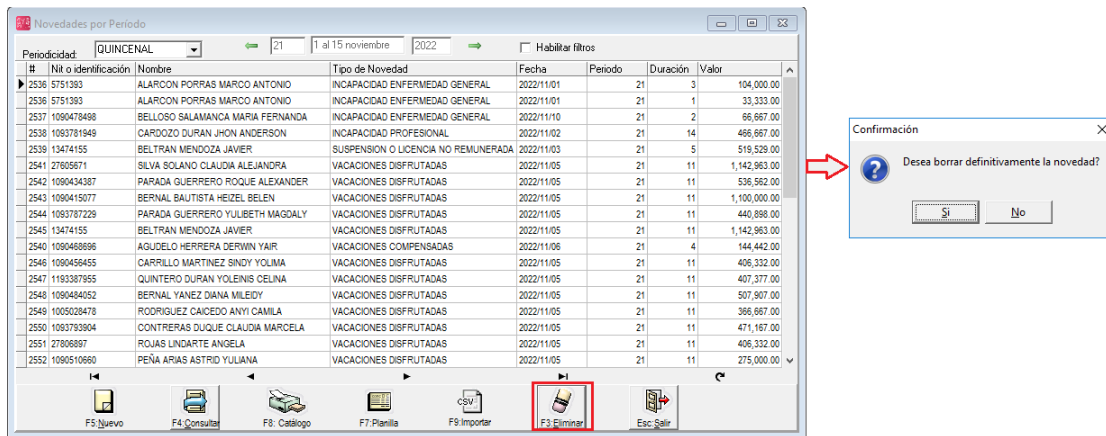 Novedades por Período
Periodicidad: QUINCENAL 21 1 al 15 noviembre 2022 Habilitar filtros
# Nit o identificación Nombre Tipo de Novedad Fecha Periodo Duración Valor
2536 5751393 ALARCON PORRAS MARCO ANTONIO INCAPACIDAD ENFERMEDAD GENERAL 2022/11/01 21 3 104,000.00
2536 5751393 ALARCON PORRAS MARCO ANTONIO INCAPACIDAD ENFERMEDAD GENERAL 2022/11/01 21 1 33,333.00
2537 1090478498 BELLOSO SALAMANCA MARIA FERNANDA INCAPACIDAD ENFERMEDAD GENERAL 2022/11/10 21 2 66,667.00
2538 1093781949 CARDOZO DURAN JHON ANDERSON INCAPACIDAD PROFESIONAL 2022/11/02 21 14 466,667.00
2539 13474155 BELTRAN MENDOZA JAVIER SUSPENSION O LICENCIA NO REMUNERADA 2022/11/03 21 5 519,529.00
2541 27605671 SILVA SOLANO CLAUDIA ALEJANDRA VACACIONES DISFRUTADAS 2022/11/05 21 11 1,142,963.00
2542 1090434387 PARADA GUERRERO ROQUE ALEXANDER VACACIONES DISFRUTADAS 2022/11/05 21 11 536,562.00
2543 1090415077 BERNAL BAUTISTA HEIZEL BELEN VACACIONES DISFRUTADAS 2022/11/05 21 11 1,100,000.00
2544 1093787229 PARADA GUERRERO YULIBETH MAGDALY VACACIONES DISFRUTADAS 2022/11/05 21 11 440,898.00
2545 13474155 BELTRAN MENDOZA JAVIER VACACIONES DISFRUTADAS 2022/11/05 21 11 1,142,963.00
2540 1090468696 AGUDELO HERRERA DERWIN YAIR VACACIONES COMPENSADAS 2022/11/06 21 4 144,442.00
2546 1090456455 CARRILLO MARTINEZ SINDY YOLIMA VACACIONES DISFRUTADAS 2022/11/05 21 11 406,332.00
2547 1193387955 QUINTERO DURAN YOLEINIS CELINA VACACIONES DISFRUTADAS 2022/11/05 21 11 407,377.00
2548 1090484052 BERNAL YANEZ DIANA MILEIDY VACACIONES DISFRUTADAS 2022/11/05 21 11 507,907.00
2549 1005028478 RODRIGUEZ CAICEDO ANYI CAMILA VACACIONES DISFRUTADAS 2022/11/05 21 11 366,667.00
2550 1093793904 CONTRERAS DUQUE CLAUDIA MARCELA VACACIONES DISFRUTADAS 2022/11/05 21 11 471,167.00
2551 27806897 ROJAS LINDARTE ANGELA VACACIONES DISFRUTADAS 2022/11/05 21 11 406,332.00
2552 1090510660 PEÑA ARIAS ASTRID YULIANA VACACIONES DISFRUTADAS 2022/11/05 21 11 275,000.00
CSV
F5:Nuevo F4:Consultar F8: Catálogo F7:Planilla F9:Importar F3:Eliminar Esc:Salir
Confirmación
Desea borrar definitivamente la novedad?
Si No